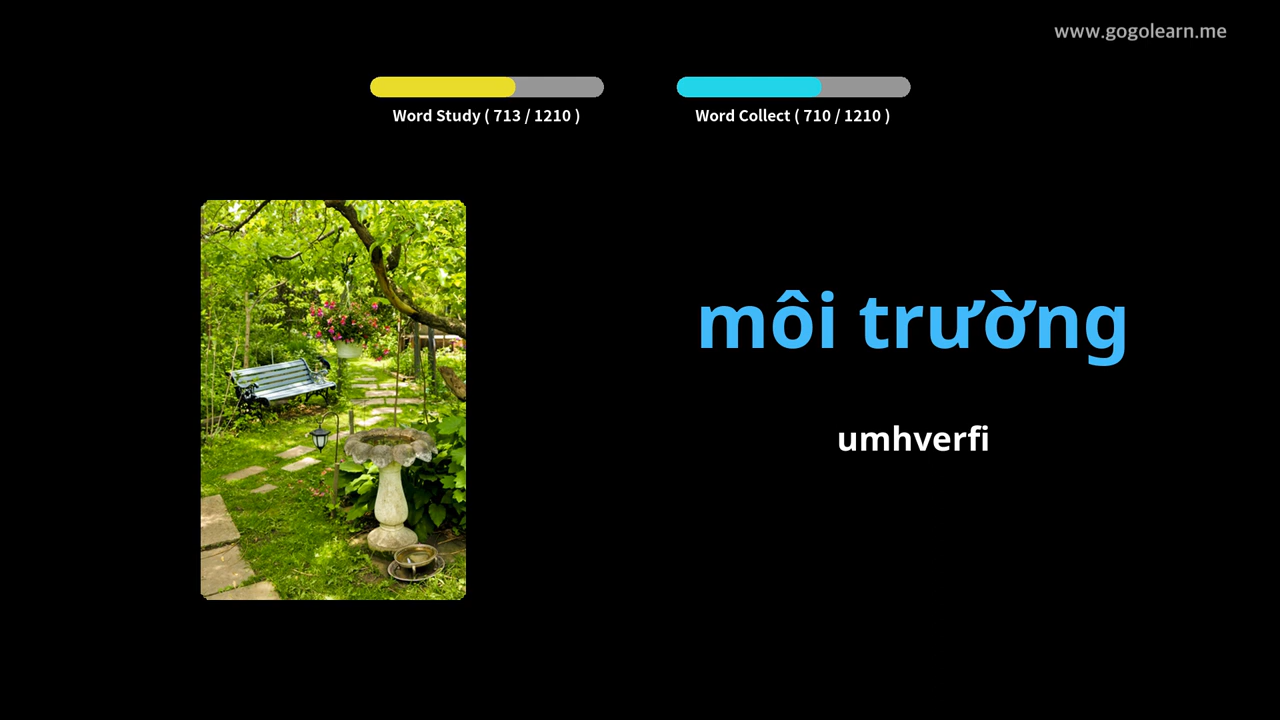 www.gogolearn.me
Word Study ( 713 / 1210 )
Word Collect ( 710 / 1210 )
môi trường
umhverfi